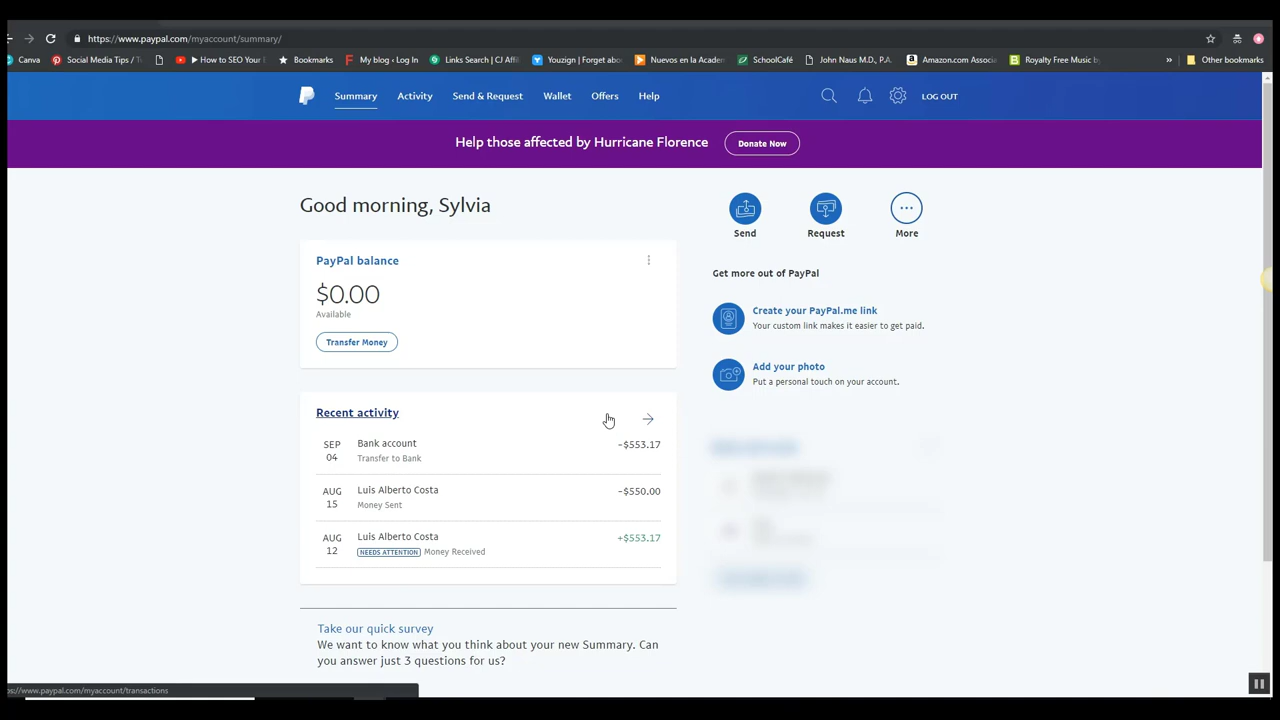 https://www.paypal.com/myaccount/summary/
Canva
Social Media Tips / T
► How to SEO Your
Bookmarks
My blog ‹ Log In
Links Search | CJ Affi
Youzign | Forget abo
Nuevos en la Acade
SchoolCafé
John Naus M.D., P.A.
Amazon.com Associ
Royalty Free Music b
» Other bookmarks
Summary
Activity
Send & Request
Wallet
Offers
Help
LOG OUT
Help those affected by Hurricane Florence
Donate Now
Good morning, Sylvia
Send
Request
More
PayPal balance
$0.00
Available
Transfer Money
Get more out of PayPal
Create your PayPal.me link
Your custom link makes it easier to get paid.
Add your photo
Put a personal touch on your account.
Recent activity
SEP 04
Bank account
-$553.17
Transfer to Bank
AUG 15
Luis Alberto Costa
-$550.00
Money Sent
AUG 12
Luis Alberto Costa
+$553.17
NEEDS ATTENTION Money Received
Take our quick survey
We want to know what you think about your new Summary. Can
you answer just 3 questions for us?
ps://www.paypal.com/myaccount/transactions